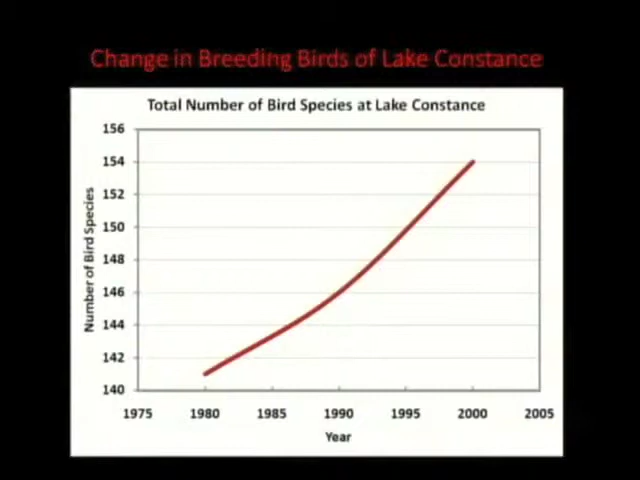 Change in Breeding Birds of Lake Constance
Total Number of Bird Species at Lake Constance
156
154
152
150
148
146
144
142
140
Number of Bird Species
1975 1980 1985 1990 1995 2000 2005
Year